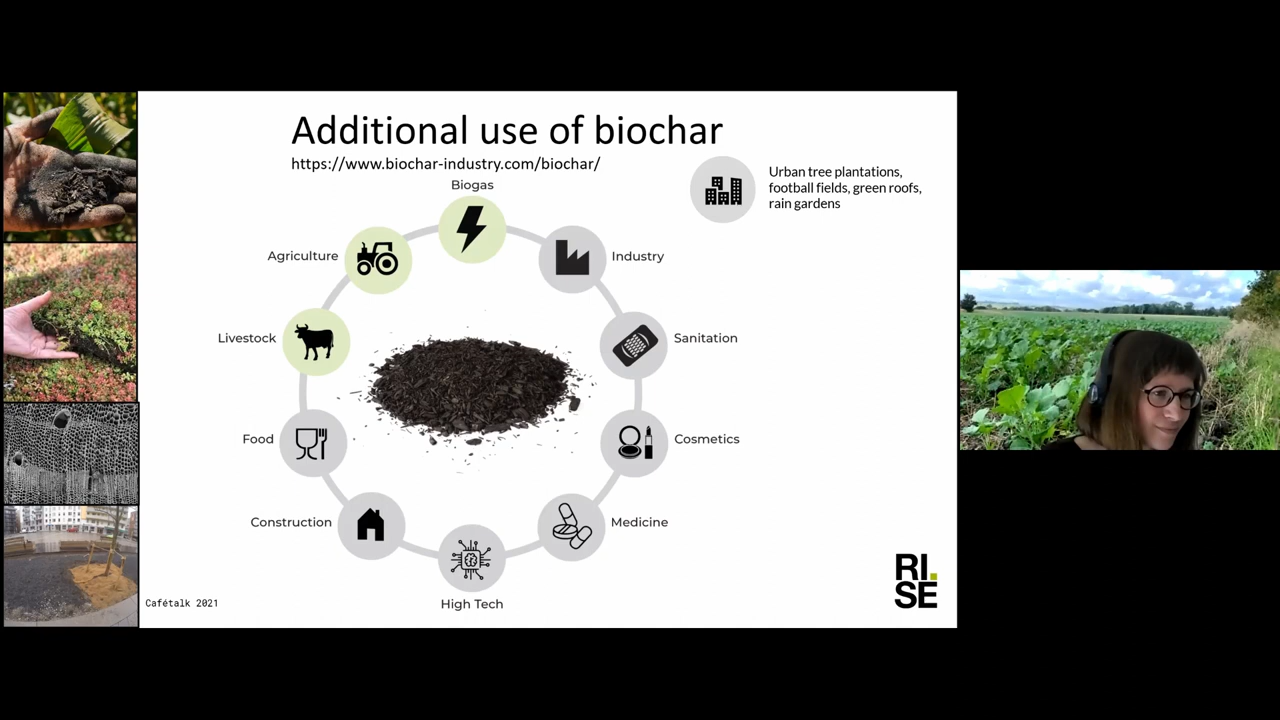 Additional use of biochar
https://www.biochar-industry.com/biochar/
Biogas
Urban tree plantations,
football fields, green roofs,
rain gardens
Agriculture
Industry
Livestock
Sanitation
Food
Cosmetics
Construction
Medicine
High Tech
Cafétalk 2021
RI.
SE